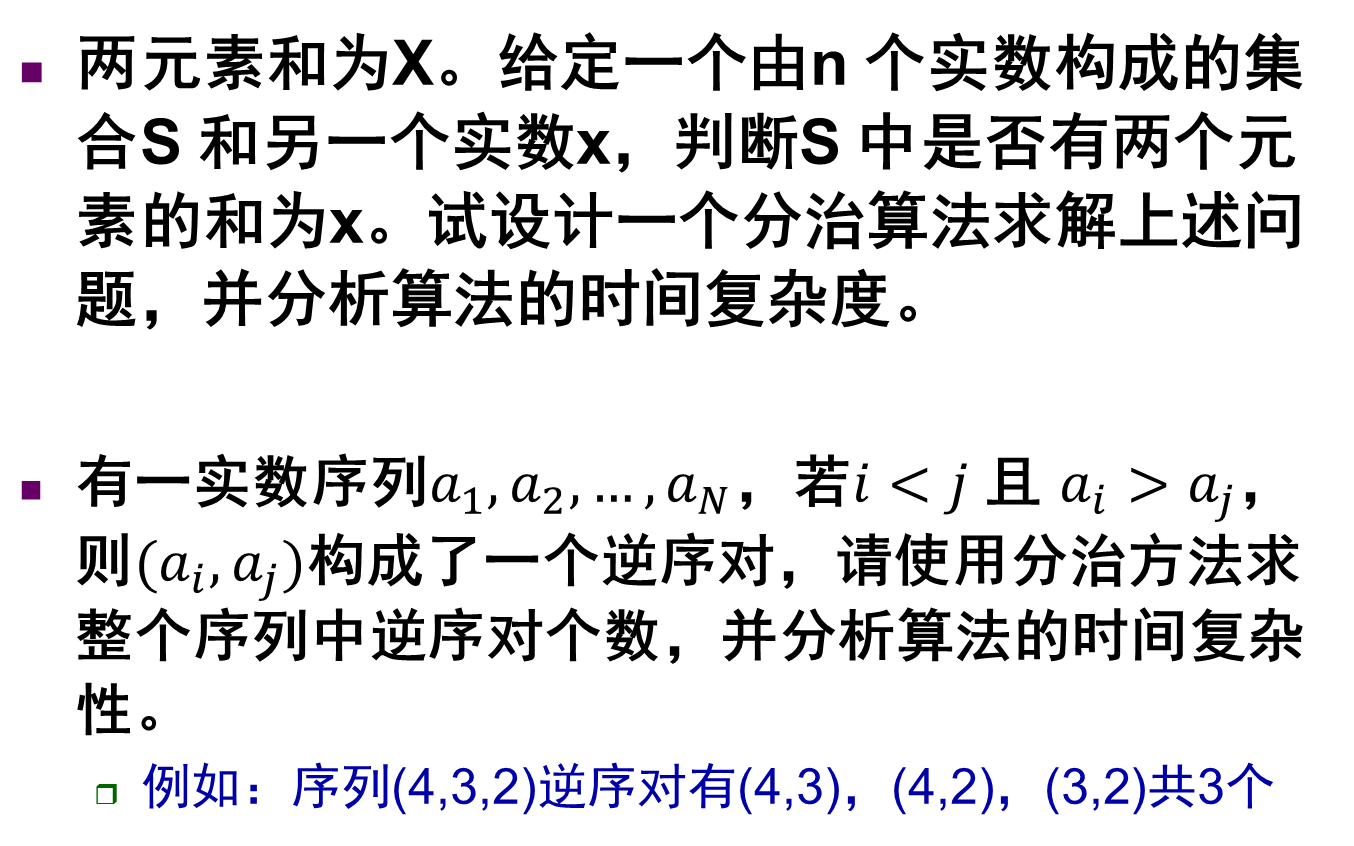 两元素和为X。给定一个由n 个实数构成的集
合S 和另一个实数x，判断S 中是否有两个元
素的和为x。试设计一个分治算法求解上述问
题，并分析算法的时间复杂度。
有一实数序列a₁, a₂, … , a_N，若i < j 且 a_i > a_j，
则(a_i, a_j)构成了一个逆序对，请使用分治方法求
整个序列中逆序对个数，并分析算法的时间复杂
性。
例如：序列(4,3,2)逆序对有(4,3)，(4,2)，(3,2)共3个